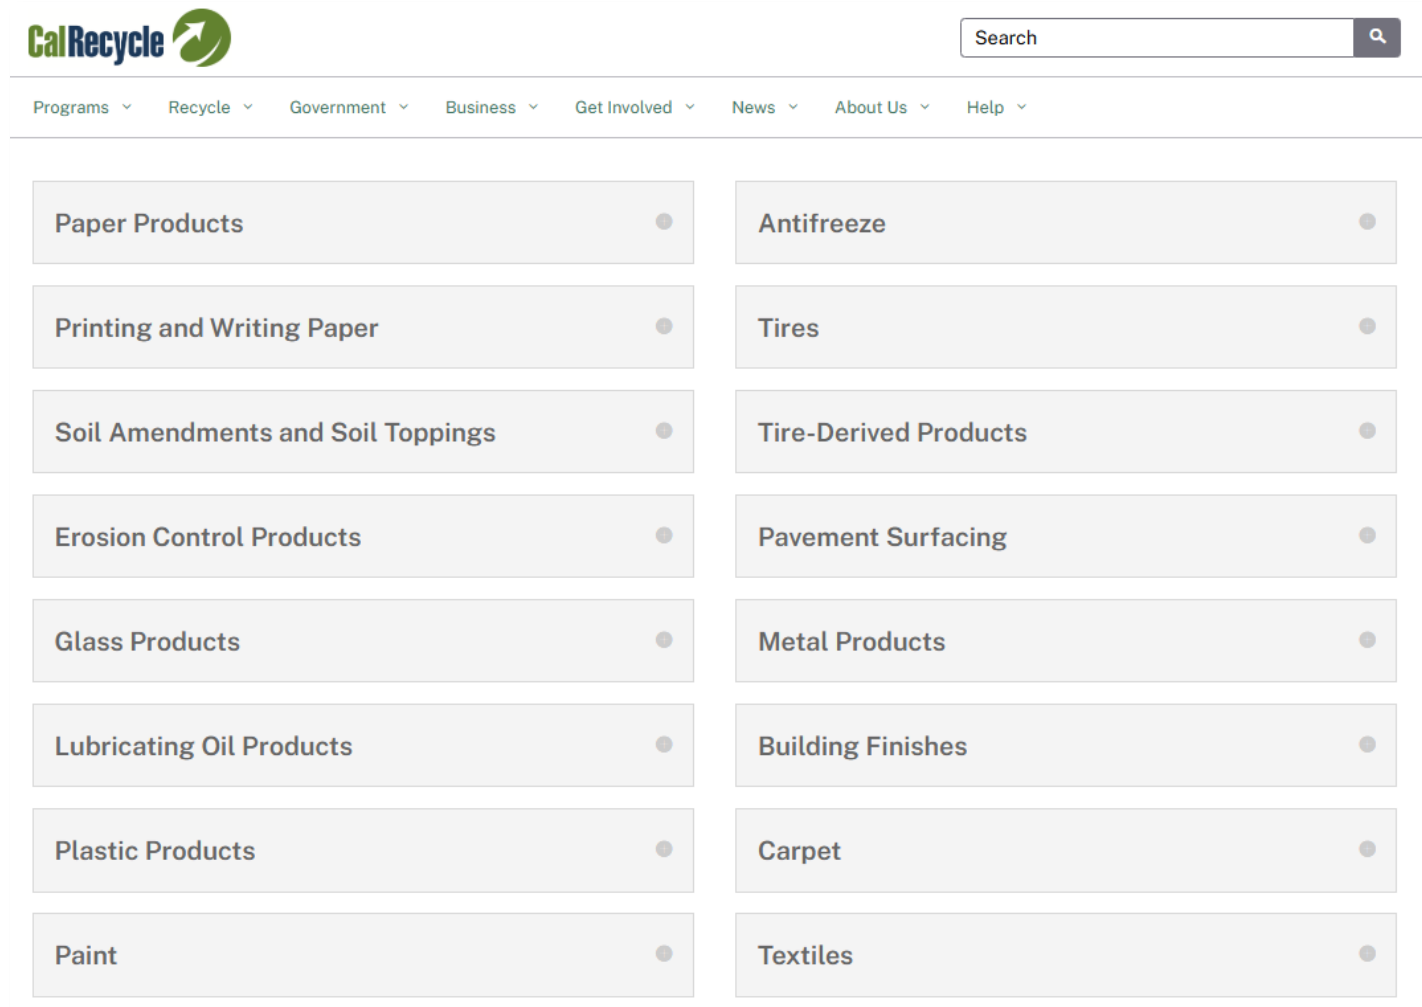 CalRecycle
Search
Programs Recycle Government Business Get Involved News About Us Help
Paper Products
Antifreeze
Printing and Writing Paper
Tires
Soil Amendments and Soil Toppings
Tire-Derived Products
Erosion Control Products
Pavement Surfacing
Glass Products
Metal Products
Lubricating Oil Products
Building Finishes
Plastic Products
Carpet
Paint
Textiles